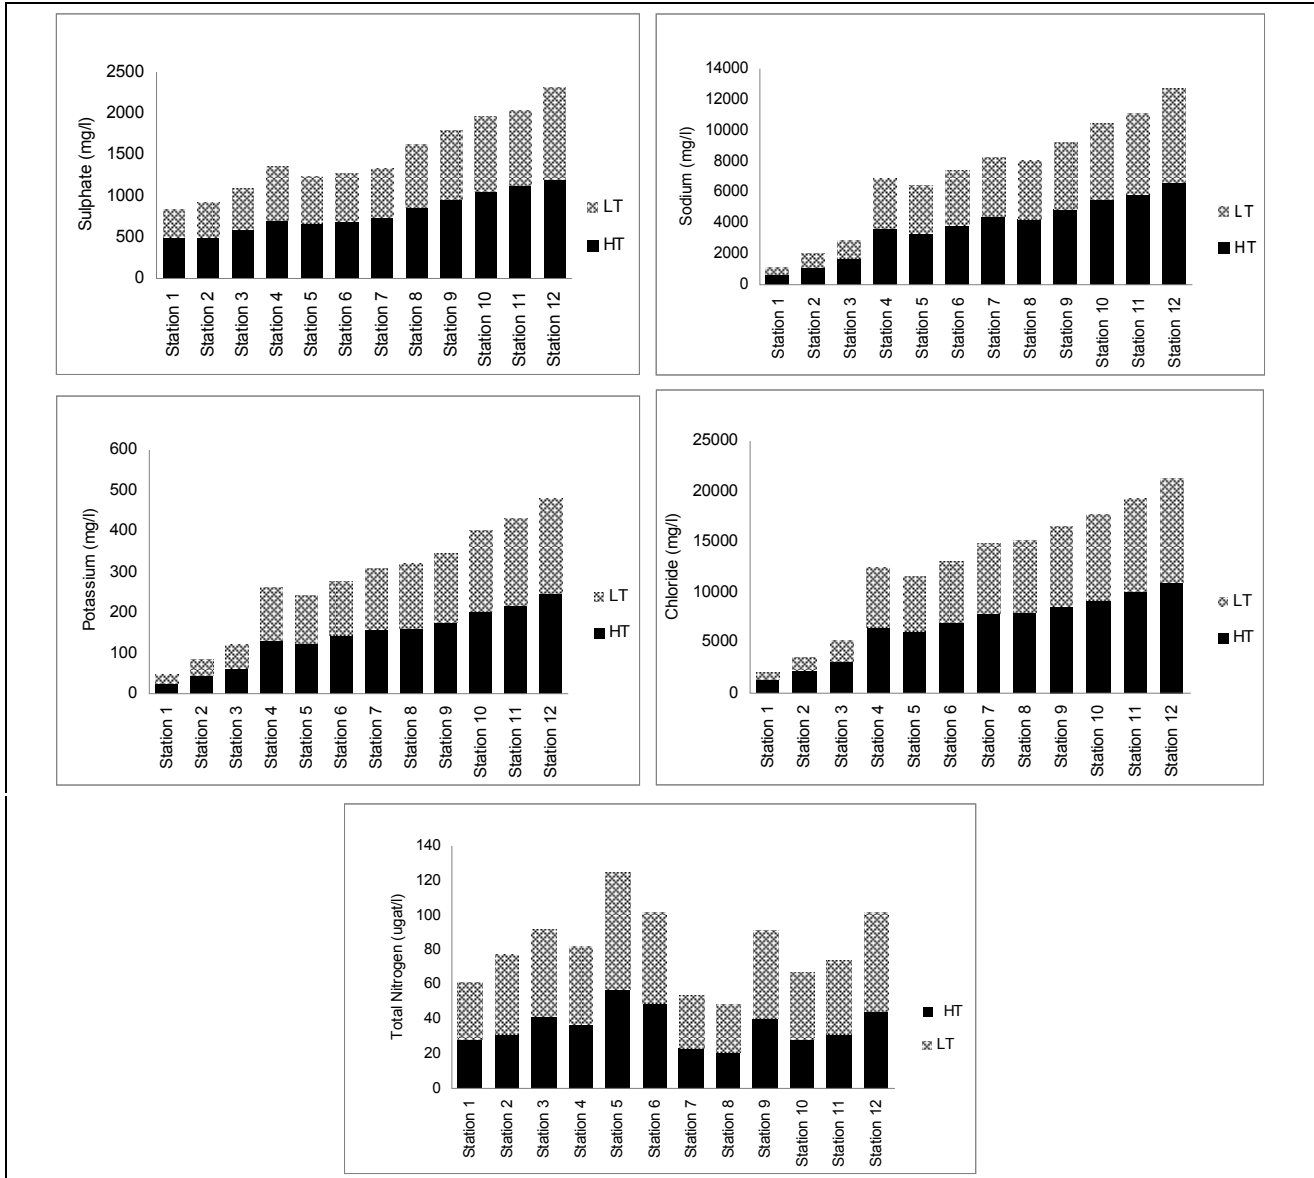 2500
2000
1500
1000
500
0
Sulphate (mg/l)
Station 1
Station 2
Station 3
Station 4
Station 5
Station 6
Station 7
Station 8
Station 9
Station 10
Station 11
Station 12
LT
HT
14000
12000
10000
8000
6000
4000
2000
0
Sodium (mg/l)
Station 1
Station 2
Station 3
Station 4
Station 5
Station 6
Station 7
Station 8
Station 9
Station 10
Station 11
Station 12
LT
HT
600
500
400
300
200
100
0
Potassium (mg/l)
Station 1
Station 2
Station 3
Station 4
Station 5
Station 6
Station 7
Station 8
Station 9
Station 10
Station 11
Station 12
LT
HT
25000
20000
15000
10000
5000
0
Chloride (mg/l)
Station 1
Station 2
Station 3
Station 4
Station 5
Station 6
Station 7
Station 8
Station 9
Station 10
Station 11
Station 12
LT
HT
140
120
100
80
60
40
20
0
Total Nitrogen (ugat/l)
Station 1
Station 2
Station 3
Station 4
Station 5
Station 6
Station 7
Station 8
Station 9
Station 10
Station 11
Station 12
HT
LT